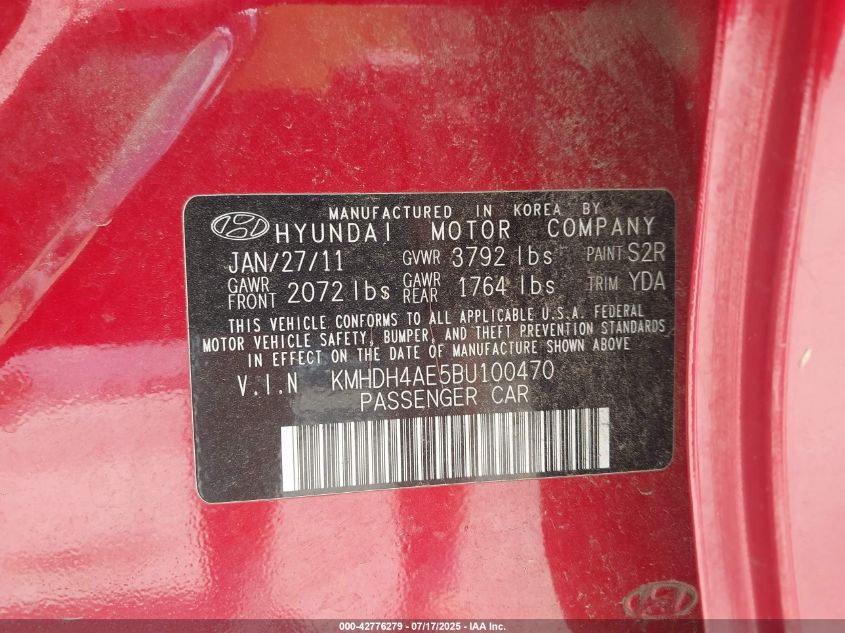 MANUFACTURED IN KOREA BY
HYUNDAI MOTOR COMPANY
JAN/27/11 GVWR 3792 lbs PAINT S2R
GAWR FRONT 2072 lbs GAWR REAR 1764 lbs TRIM YDA
THIS VEHICLE CONFORMS TO ALL APPLICABLE U.S.A. FEDERAL
MOTOR VEHICLE SAFETY, BUMPER, AND THEFT PREVENTION STANDARDS
IN EFFECT ON THE DATE OF MANUFACTURE SHOWN ABOVE
V.I.N KMHDH4AE5BU100470
PASSENGER CAR
000-42776279 - 07/17/2025 - IAA Inc.